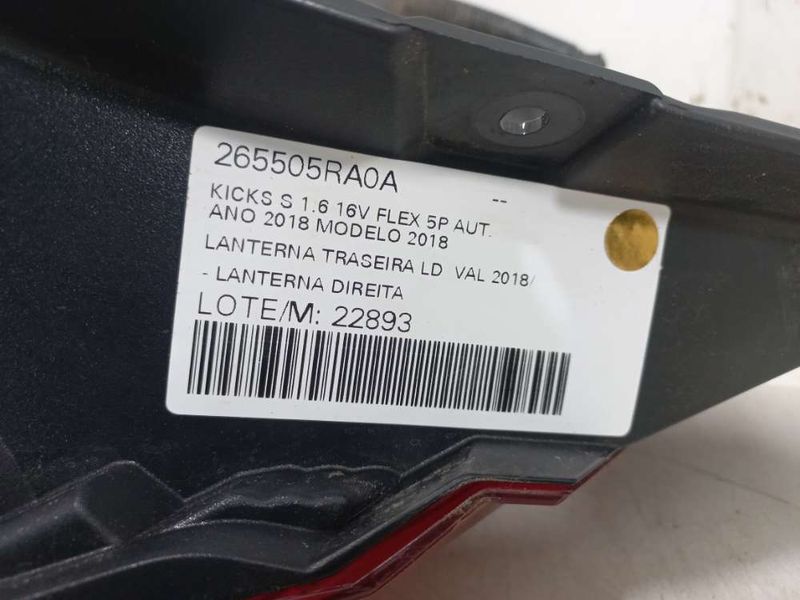 265505RA0A
--
KICKS S 1.6 16V FLEX 5P AUT.
ANO 2018 MODELO 2018
LANTERNA TRASEIRA LD VAL 2018/
- LANTERNA DIREITA
LOTE/M: 22893